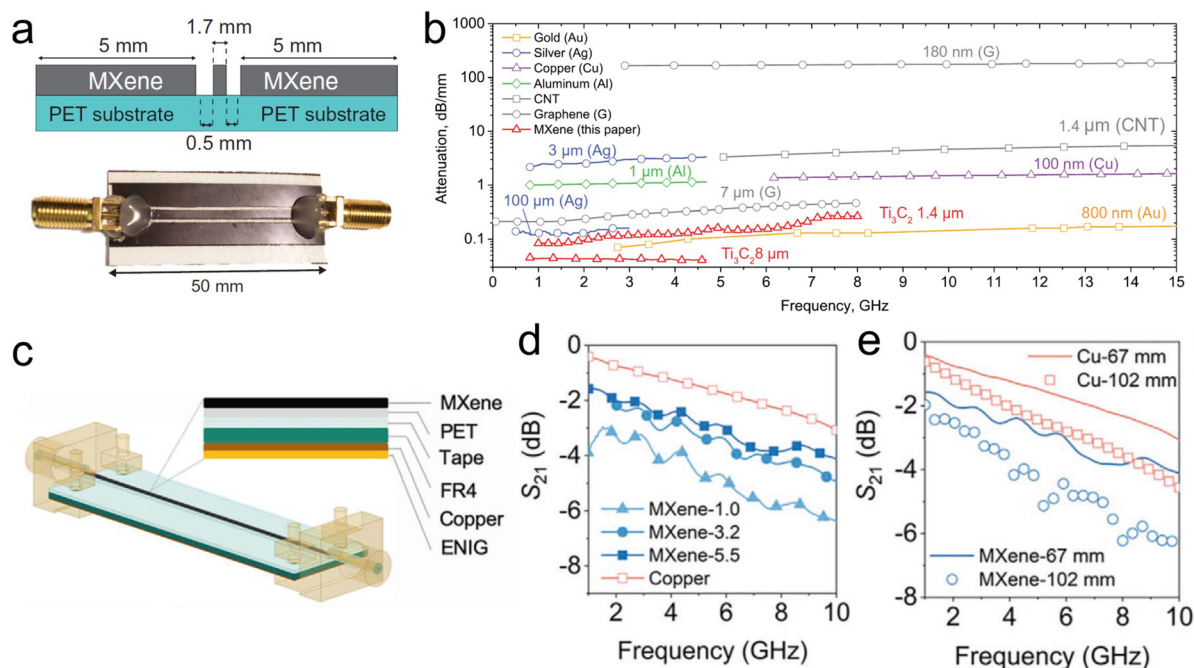 a
1.7 mm
5 mm
5 mm
MXene
MXene
PET substrate
PET substrate
0.5 mm
50 mm
b
Attenuation, dB/mm
1000
100
10
1
0.1
Gold (Au)
Silver (Ag)
Copper (Cu)
Aluminum (Al)
CNT
Graphene (G)
MXene (this paper)
180 nm (G)
1.4 µm (CNT)
3 µm (Ag)
100 nm (Cu)
1 µm (Al)
7 µm (G)
100 µm (Ag)
Ti₃C₂ 1.4 µm
800 nm (Au)
Ti₃C₂8 µm
0 1 2 3 4 5 6 7 8 9 10 11 12 13 14 15
Frequency, GHz
c
MXene
PET
Tape
FR4
Copper
ENIG
d
S₂₁ (dB)
0
-2
-4
-6
-8
MXene-1.0
MXene-3.2
MXene-5.5
Copper
2 4 6 8 10
Frequency (GHz)
e
S₂₁ (dB)
0
-2
-4
-6
-8
Cu-67 mm
Cu-102 mm
MXene-67 mm
MXene-102 mm
2 4 6 8 10
Frequency (GHz)